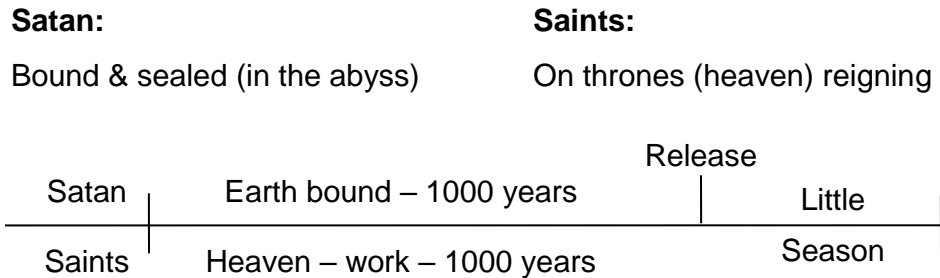 Satan: Saints:
Bound & sealed (in the abyss) On thrones (heaven) reigning
Release
Satan Earth bound – 1000 years Little
Saints Heaven – work – 1000 years Season